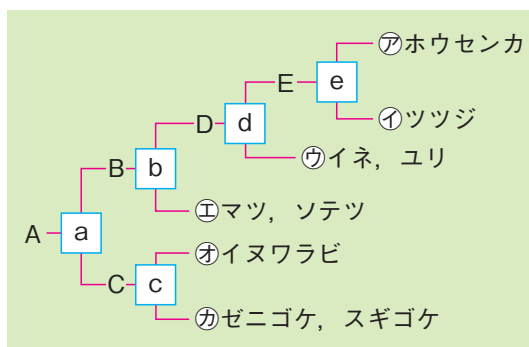 ㋐ホウセンカ
E e
㋑ツツジ
D d
㋒イネ，ユリ
B b
㋓マツ，ソテツ
A a
㋔イヌワラビ
C c
㋕ゼニゴケ，スギゴケ